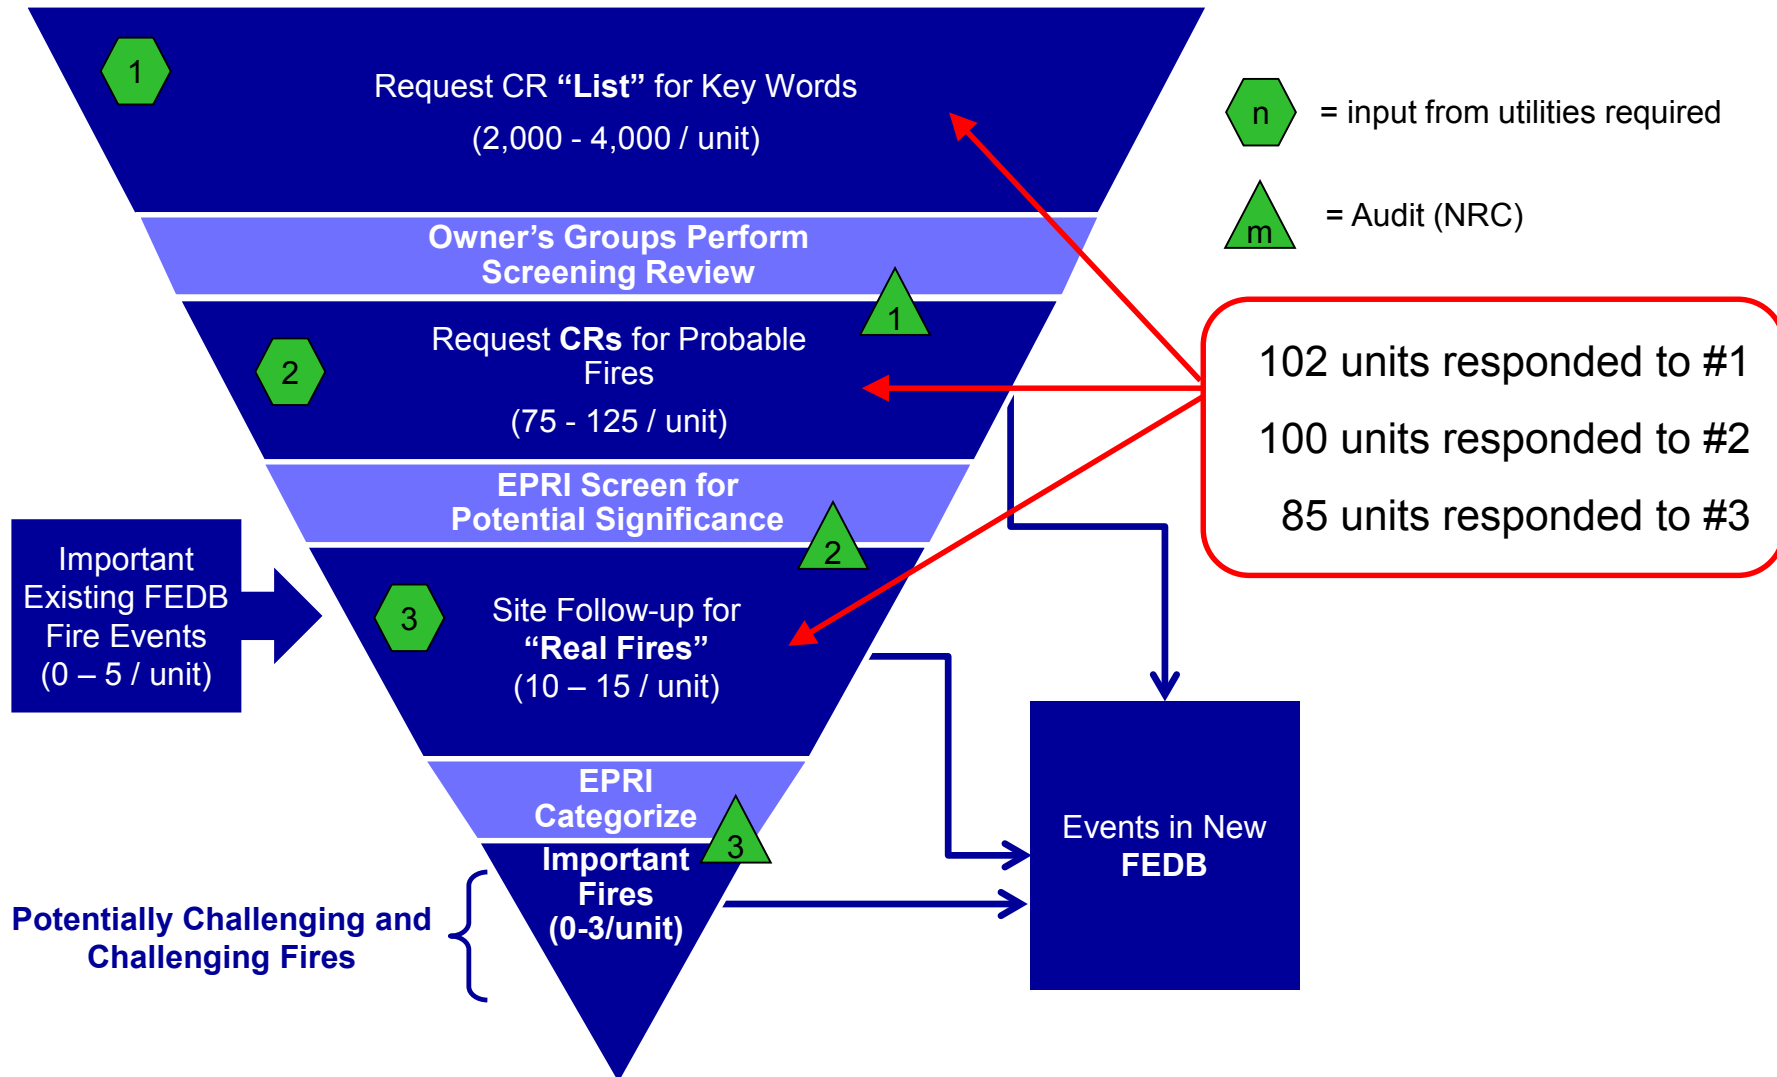 1
Request CR “List” for Key Words
(2,000 - 4,000 / unit)
n
= input from utilities required
m
= Audit (NRC)
Owner’s Groups Perform
Screening Review
1
2
Request CRs for Probable
Fires
(75 - 125 / unit)
102 units responded to #1
100 units responded to #2
85 units responded to #3
EPRI Screen for
Potential Significance
2
Important
Existing FEDB
Fire Events
(0 – 5 / unit)
3
Site Follow-up for
“Real Fires”
(10 – 15 / unit)
EPRI
Categorize
3
Important
Fires
(0-3/unit)
Potentially Challenging and
Challenging Fires
Events in New
FEDB